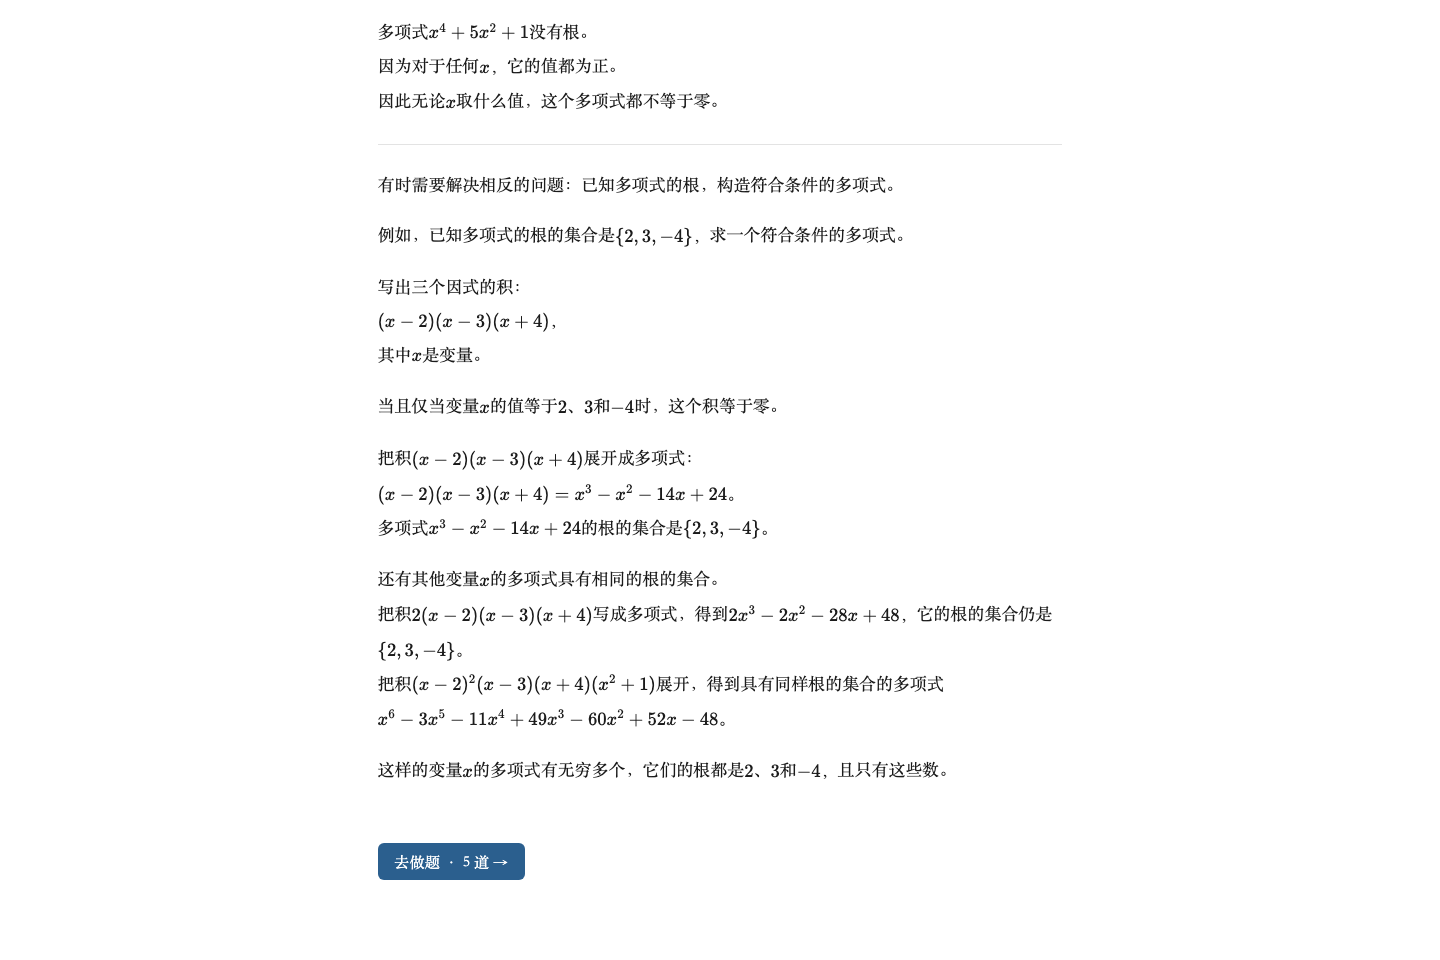 多项式x⁴ + 5x² + 1没有根。
因为对于任何x，它的值都为正。
因此无论x取什么值，这个多项式都不等于零。
有时需要解决相反的问题：已知多项式的根，构造符合条件的多项式。
例如，已知多项式的根的集合是{2, 3, −4}，求一个符合条件的多项式。
写出三个因式的积：
(x − 2)(x − 3)(x + 4)，
其中x是变量。
当且仅当变量x的值等于2、3和−4时，这个积等于零。
把积(x − 2)(x − 3)(x + 4)展开成多项式：
(x − 2)(x − 3)(x + 4) = x³ − x² − 14x + 24。
多项式x³ − x² − 14x + 24的根的集合是{2, 3, −4}。
还有其他变量x的多项式具有相同的根的集合。
把积2(x − 2)(x − 3)(x + 4)写成多项式，得到2x³ − 2x² − 28x + 48，它的根的集合仍是
{2, 3, −4}。
把积(x − 2)²(x − 3)(x + 4)(x² + 1)展开，得到具有同样根的集合的多项式
x⁶ − 3x⁵ − 11x⁴ + 49x³ − 60x² + 52x − 48。
这样的变量x的多项式有无穷多个，它们的根都是2、3和−4，且只有这些数。
去做题 · 5 道 →